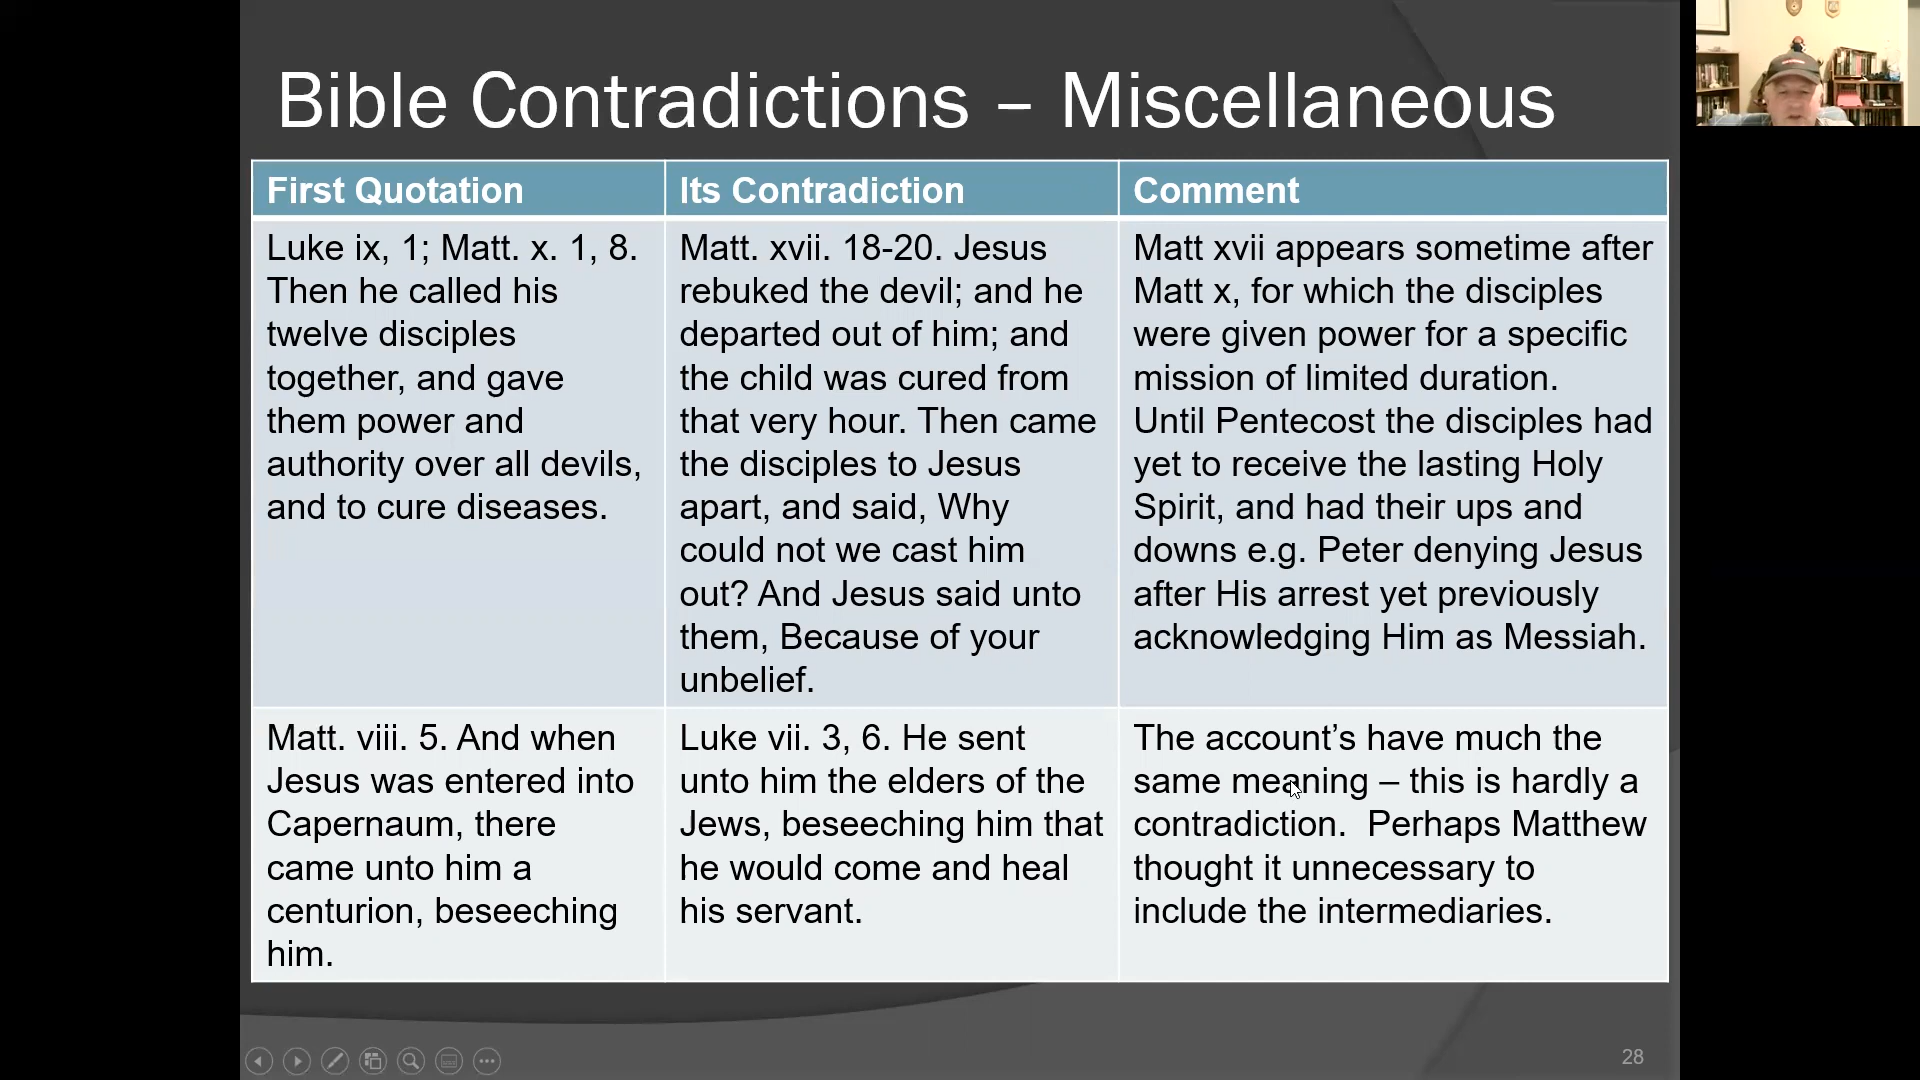 Bible Contradictions – Miscellaneous
First Quotation
Its Contradiction
Comment
Luke ix, 1; Matt. x. 1, 8.
Then he called his
twelve disciples
together, and gave
them power and
authority over all devils,
and to cure diseases.
Matt. xvii. 18-20. Jesus
rebuked the devil; and he
departed out of him; and
the child was cured from
that very hour. Then came
the disciples to Jesus
apart, and said, Why
could not we cast him
out? And Jesus said unto
them, Because of your
unbelief.
Matt xvii appears sometime after
Matt x, for which the disciples
were given power for a specific
mission of limited duration.
Until Pentecost the disciples had
yet to receive the lasting Holy
Spirit, and had their ups and
downs e.g. Peter denying Jesus
after His arrest yet previously
acknowledging Him as Messiah.
Matt. viii. 5. And when
Jesus was entered into
Capernaum, there
came unto him a
centurion, beseeching
him.
Luke vii. 3, 6. He sent
unto him the elders of the
Jews, beseeching him that
he would come and heal
his servant.
The account’s have much the
same meaning – this is hardly a
contradiction.  Perhaps Matthew
thought it unnecessary to
include the intermediaries.
28